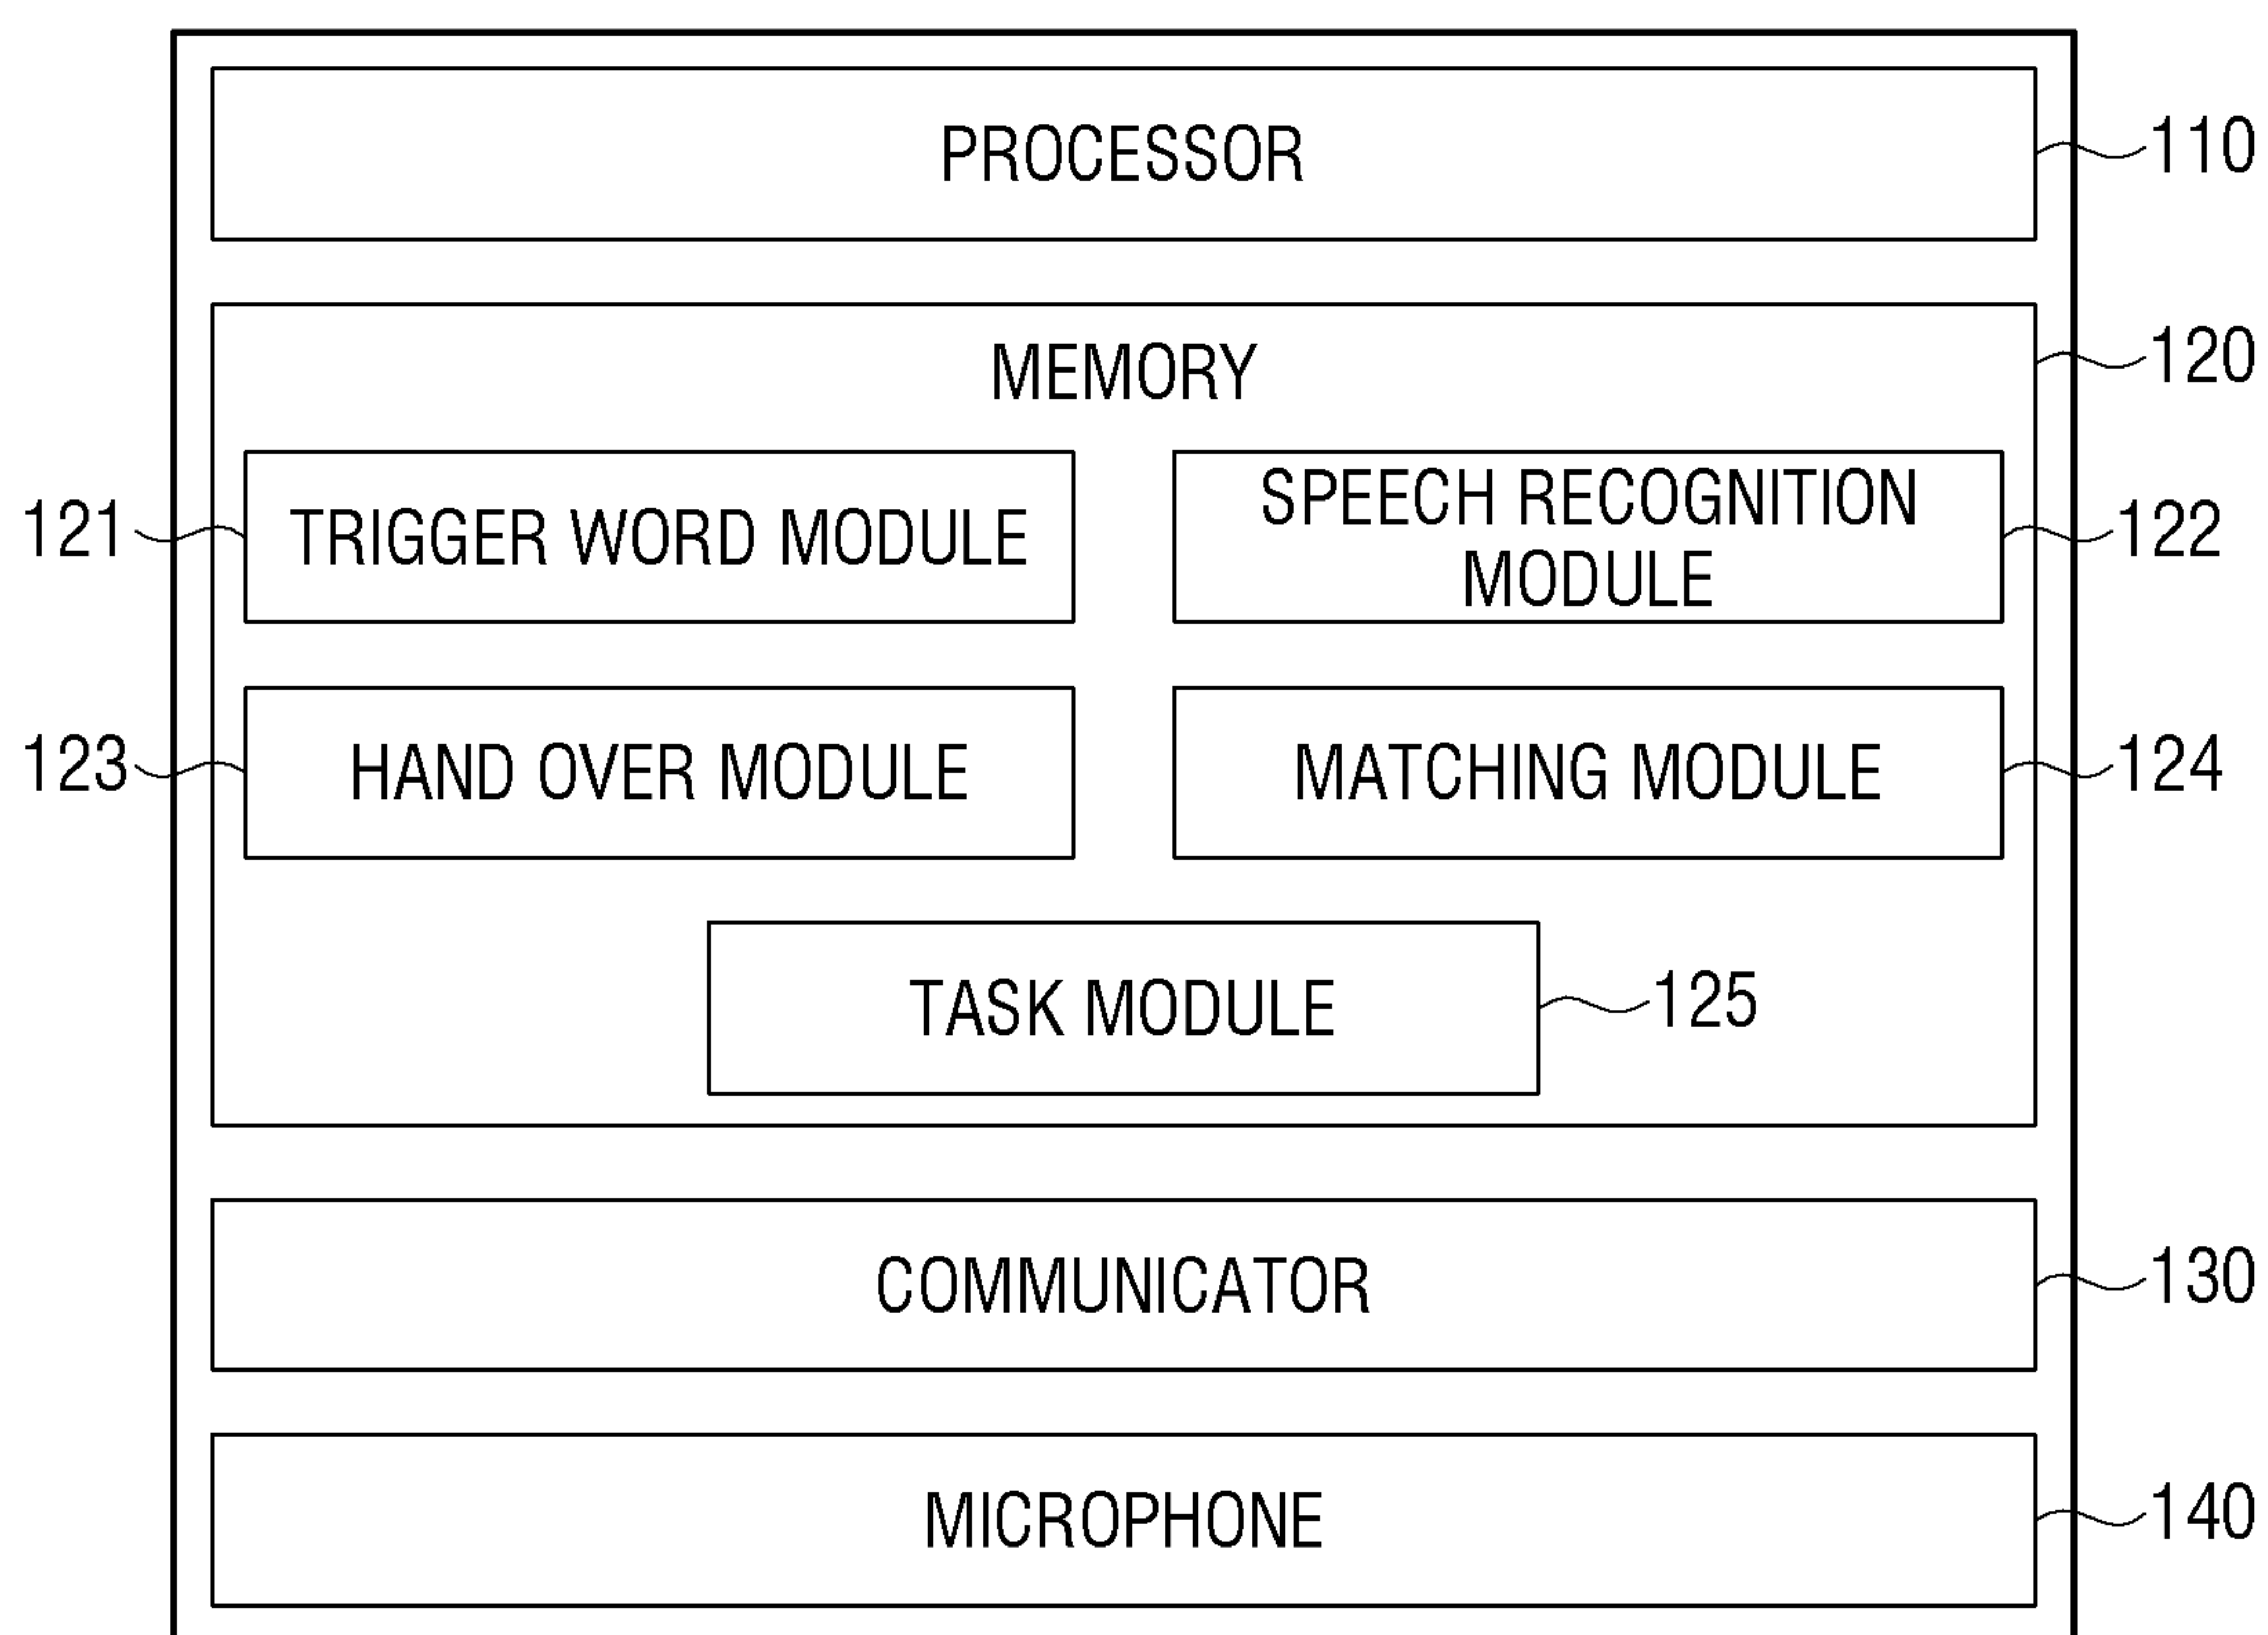 PROCESSOR
110
MEMORY
120
121
TRIGGER WORD MODULE
SPEECH RECOGNITION
MODULE
122
123
HAND OVER MODULE
MATCHING MODULE
124
TASK MODULE
125
COMMUNICATOR
130
MICROPHONE
140